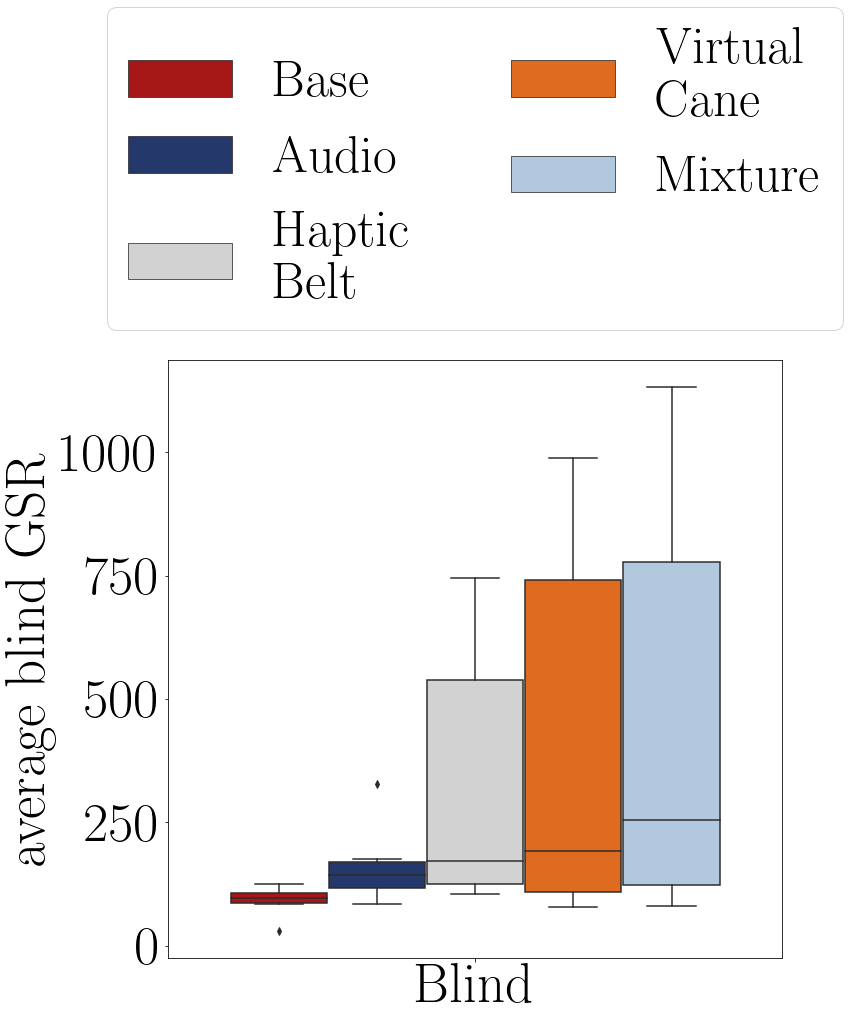 Base
Audio
Haptic
Belt
Virtual
Cane
Mixture
average blind GSR
1000
750
500
250
0
Blind